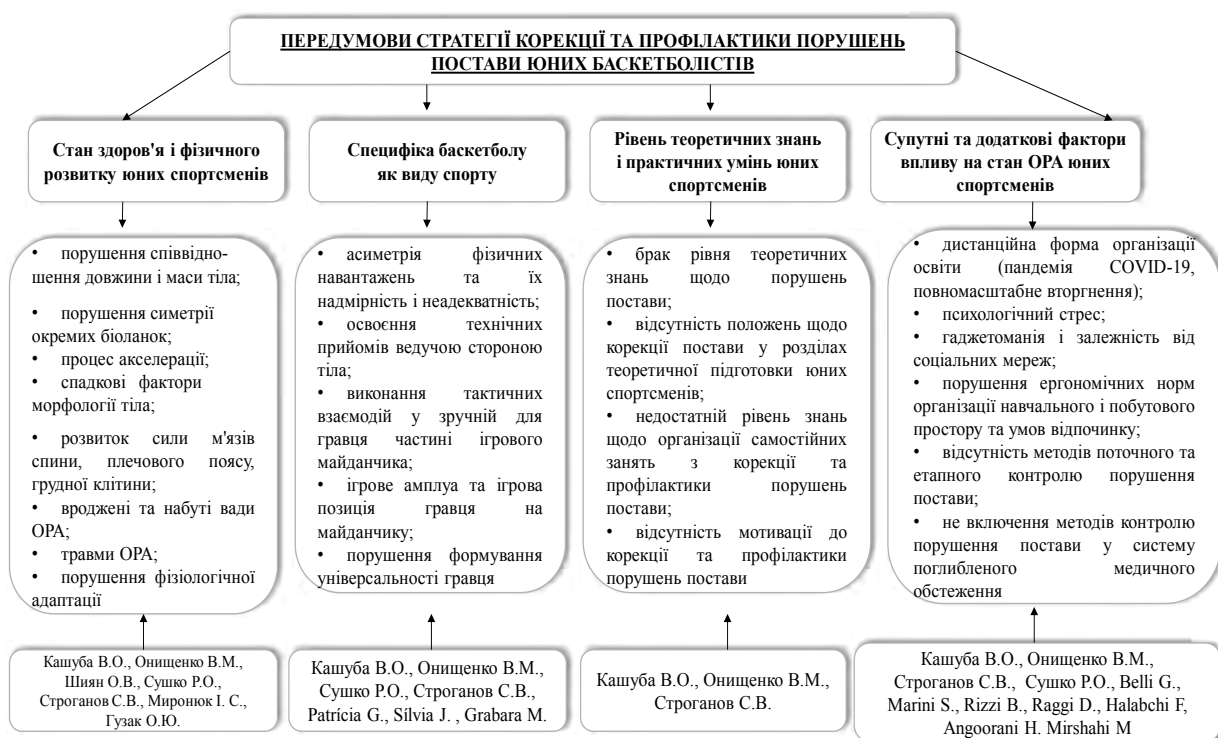 ПЕРЕДУМОВИ СТРАТЕГІЇ КОРЕКЦІЇ ТА ПРОФІЛАКТИКИ ПОРУШЕНЬ
ПОСТАВИ ЮНИХ БАСКЕТБОЛІСТІВ
Стан здоров'я і фізичного
розвитку юних спортсменів
• порушення співвідно-
шення довжини і маси тіла;
• порушення симетрії
окремих біоланок;
• процес акселерації;
• спадкові фактори
морфології тіла;
• розвиток сили м'язів
спини, плечового поясу,
грудної клітини;
• вроджені та набуті вади
ОРА;
• травми ОРА;
• порушення фізіологічної
адаптації
Кашуба В.О., Онищенко В.М.,
Шиян О.В., Сушко Р.О.,
Строганов С.В., Миронюк І. С.,
Гузак О.Ю.
Специфіка баскетболу
як виду спорту
• асиметрія фізичних
навантажень та їх
надмірність і неадекватність;
• освоєння технічних
прийомів ведучою стороною
тіла;
• виконання тактичних
взаємодій у зручній для
гравця частині ігрового
майданчика;
• ігрове амплуа та ігрова
позиція гравця на
майданчику;
• порушення формування
універсальності гравця
Кашуба В.О., Онищенко В.М.,
Сушко Р.О., Строганов С.В.,
Patrícia G., Sílvia J. , Grabara M.
Рівень теоретичних знань
і практичних умінь юних
спортсменів
• брак рівня теоретичних
знань щодо порушень
постави;
• відсутність положень щодо
корекції постави у розділах
теоретичної підготовки юних
спортсменів;
• недостатній рівень знань
щодо організації самостійних
занять з корекції та
профілактики порушень
постави;
• відсутність мотивації до
корекції та профілактики
порушень постави
Кашуба В.О., Онищенко В.М.,
Строганов С.В.
Супутні та додаткові фактори
впливу на стан ОРА юних
спортсменів
• дистанційна форма організації
освіти (пандемія COVID-19,
повномасштабне вторгнення);
• психологічний стрес;
• гаджетоманія і залежність від
соціальних мереж;
• порушення ергономічних норм
організації навчального і побутового
простору та умов відпочинку;
• відсутність методів поточного та
етапного контролю порушення
постави;
• не включення методів контролю
порушення постави у систему
поглибленого медичного
обстеження
Кашуба В.О., Онищенко В.М.,
Строганов С.В., Сушко Р.О., Belli G.,
Marini S., Rizzi B., Raggi D., Halabchi F,
Angoorani H. Mirshahi M